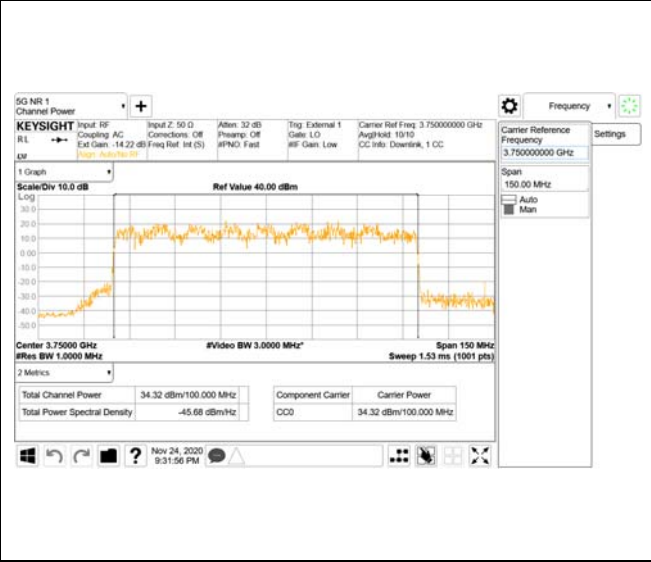 5G NR 1
Channel Power
Frequency
KEYSIGHT Input: RF Input Z: 50 Ω Atten: 32 dB Trig: External 1 Carrier Ref Freq: 3.750000000 GHz
RL Coupling: AC Corrections: Off Preamp: Off Gate: LO Avg|Hold: 10/10
Ext Gain: -14.22 dB Freq Ref: Int (S) #PNO: Fast #IF Gain: Low CC Info: Downlink, 1 CC
Align: Auto/No RF
Carrier Reference
Frequency
3.750000000 GHz
Settings
Span
150.00 MHz
Auto
Man
1 Graph
Scale/Div 10.0 dB Ref Value 40.00 dBm
Log
30.0
20.0
10.0
0.00
-10.0
-20.0
-30.0
-40.0
-50.0
Center 3.75000 GHz #Video BW 3.0000 MHz* Span 150 MHz
#Res BW 1.0000 MHz Sweep 1.53 ms (1001 pts)
2 Metrics
Total Channel Power 34.32 dBm/100.000 MHz
Total Power Spectral Density -45.68 dBm/Hz
Component Carrier Carrier Power
CC0 34.32 dBm/100.000 MHz
? Nov 24, 2020
9:31:56 PM